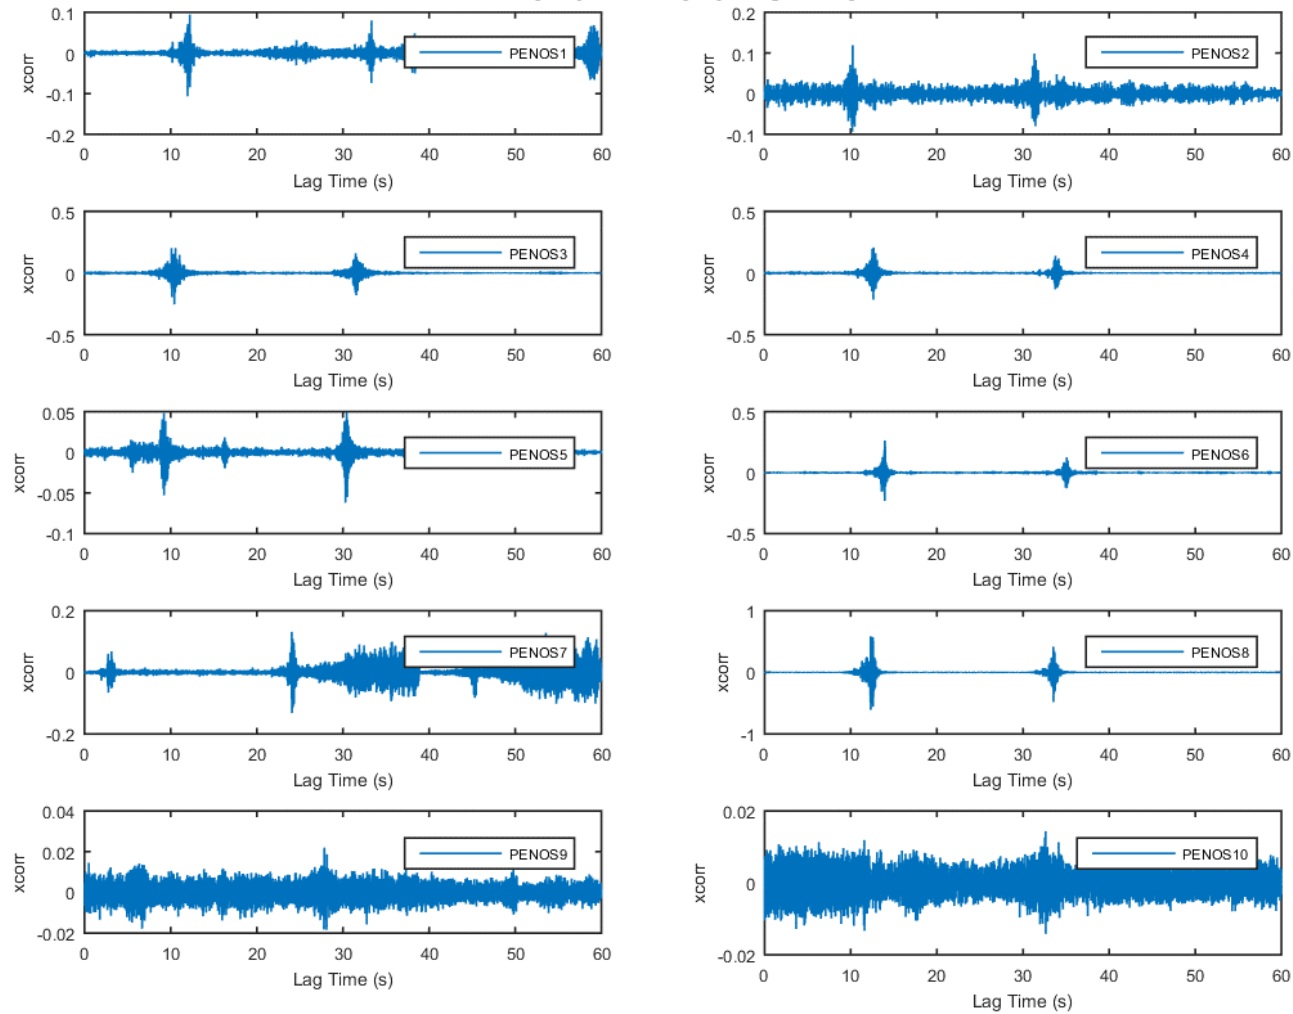 0.1
0
-0.1
-0.2
xcorr
PENOS1
0 10 20 30 40 50 60
Lag Time (s)
0.2
0.1
0
-0.1
xcorr
PENOS2
0 10 20 30 40 50 60
Lag Time (s)
0.5
0
-0.5
xcorr
PENOS3
0 10 20 30 40 50 60
Lag Time (s)
0.5
0
-0.5
xcorr
PENOS4
0 10 20 30 40 50 60
Lag Time (s)
0.05
0
-0.05
-0.1
xcorr
PENOS5
0 10 20 30 40 50 60
Lag Time (s)
0.5
0
-0.5
xcorr
PENOS6
0 10 20 30 40 50 60
Lag Time (s)
0.2
0
-0.2
xcorr
PENOS7
0 10 20 30 40 50 60
Lag Time (s)
1
0
-1
xcorr
PENOS8
0 10 20 30 40 50 60
Lag Time (s)
0.04
0.02
0
-0.02
xcorr
PENOS9
0 10 20 30 40 50 60
Lag Time (s)
0.02
0
-0.02
xcorr
PENOS10
0 10 20 30 40 50 60
Lag Time (s)